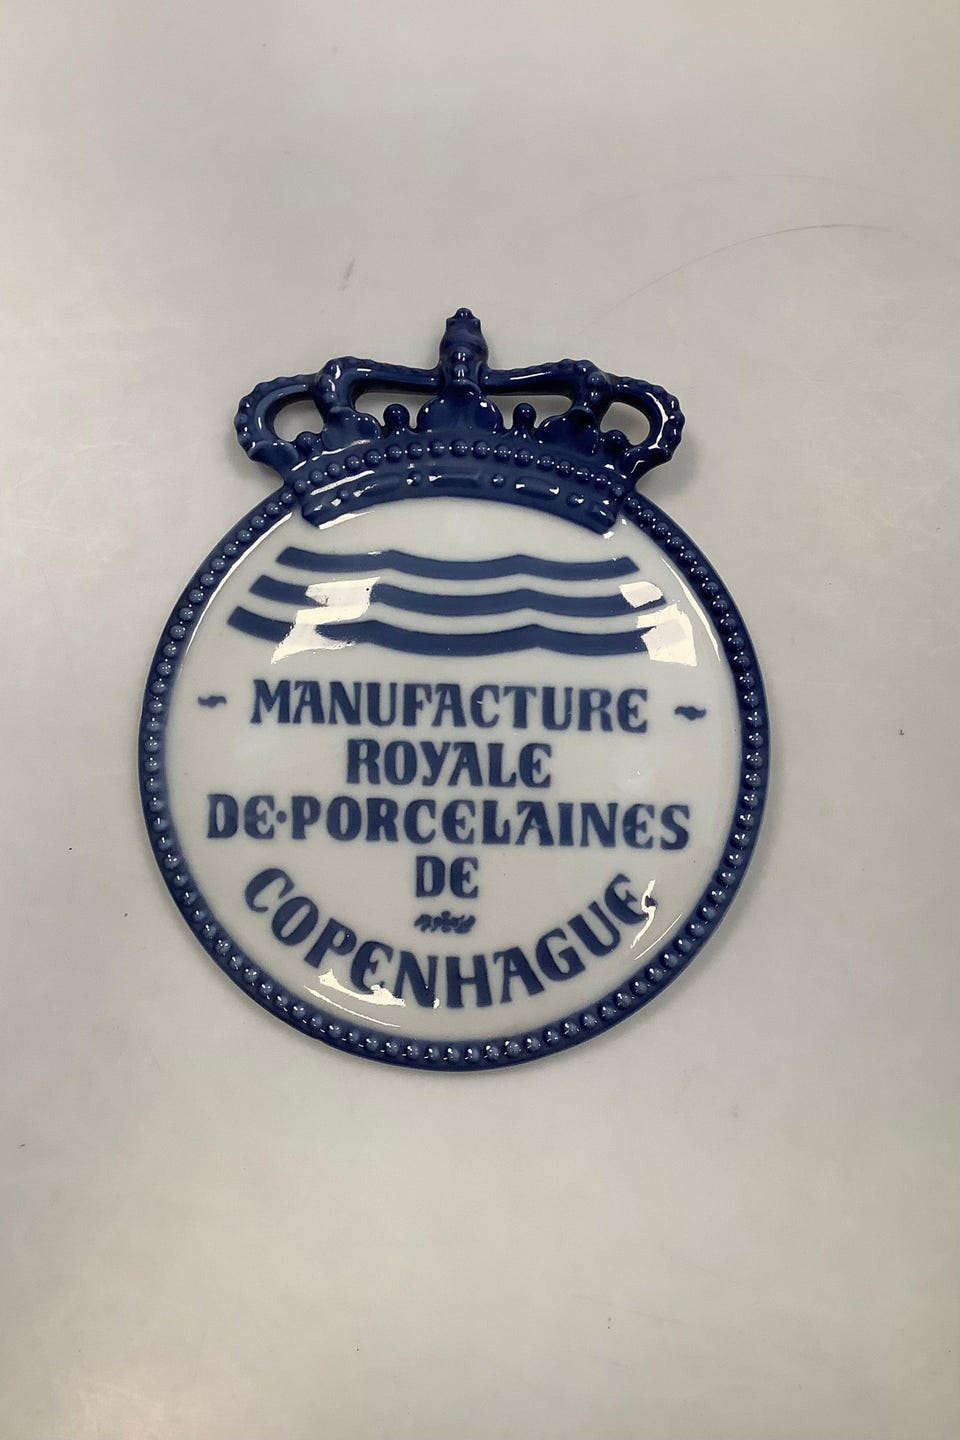 MANUFACTURE
ROYALE
DE·PORCELAINES
DE
COPENHAGUE